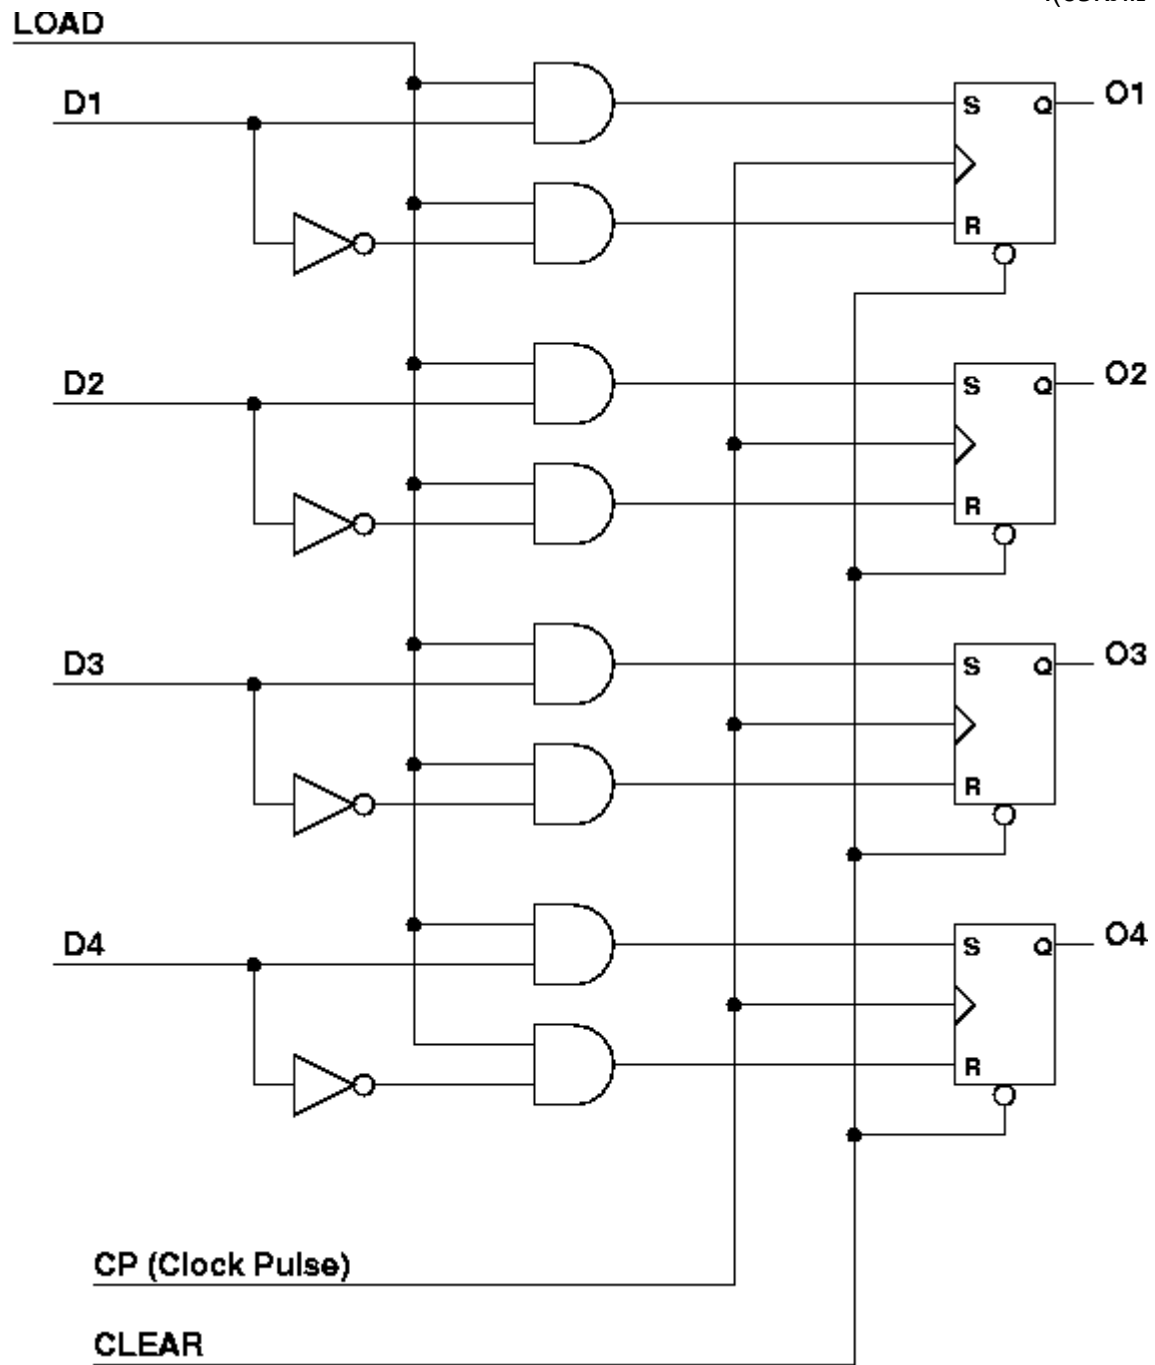 LOAD
D1
S Q O1
R
D2
S Q O2
R
D3
S Q O3
R
D4
S Q O4
R
CP (Clock Pulse)
CLEAR